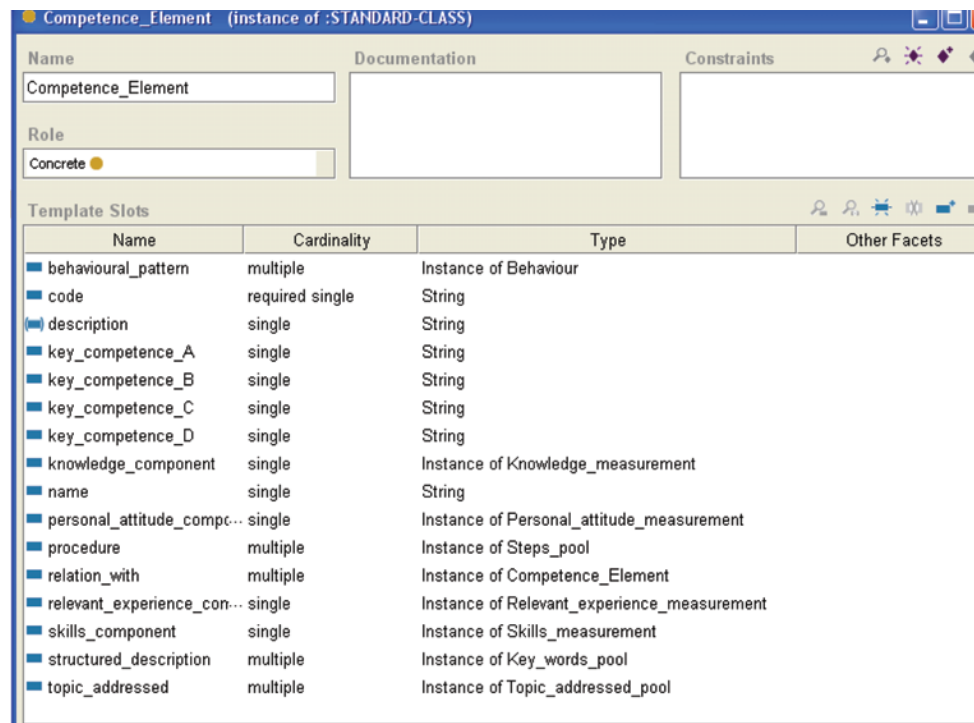 Competence_Element (instance of :STANDARD-CLASS)
Name Documentation Constraints
Competence_Element
Role
Concrete
Template Slots
Name Cardinality Type Other Facets
behavioural_pattern multiple Instance of Behaviour
code required single String
description single String
key_competence_A single String
key_competence_B single String
key_competence_C single String
key_competence_D single String
knowledge_component single Instance of Knowledge_measurement
name single String
personal_attitude_compo... single Instance of Personal_attitude_measurement
procedure multiple Instance of Steps_pool
relation_with multiple Instance of Competence_Element
relevant_experience_con... single Instance of Relevant_experience_measurement
skills_component single Instance of Skills_measurement
structured_description multiple Instance of Key_words_pool
topic_addressed multiple Instance of Topic_addressed_pool